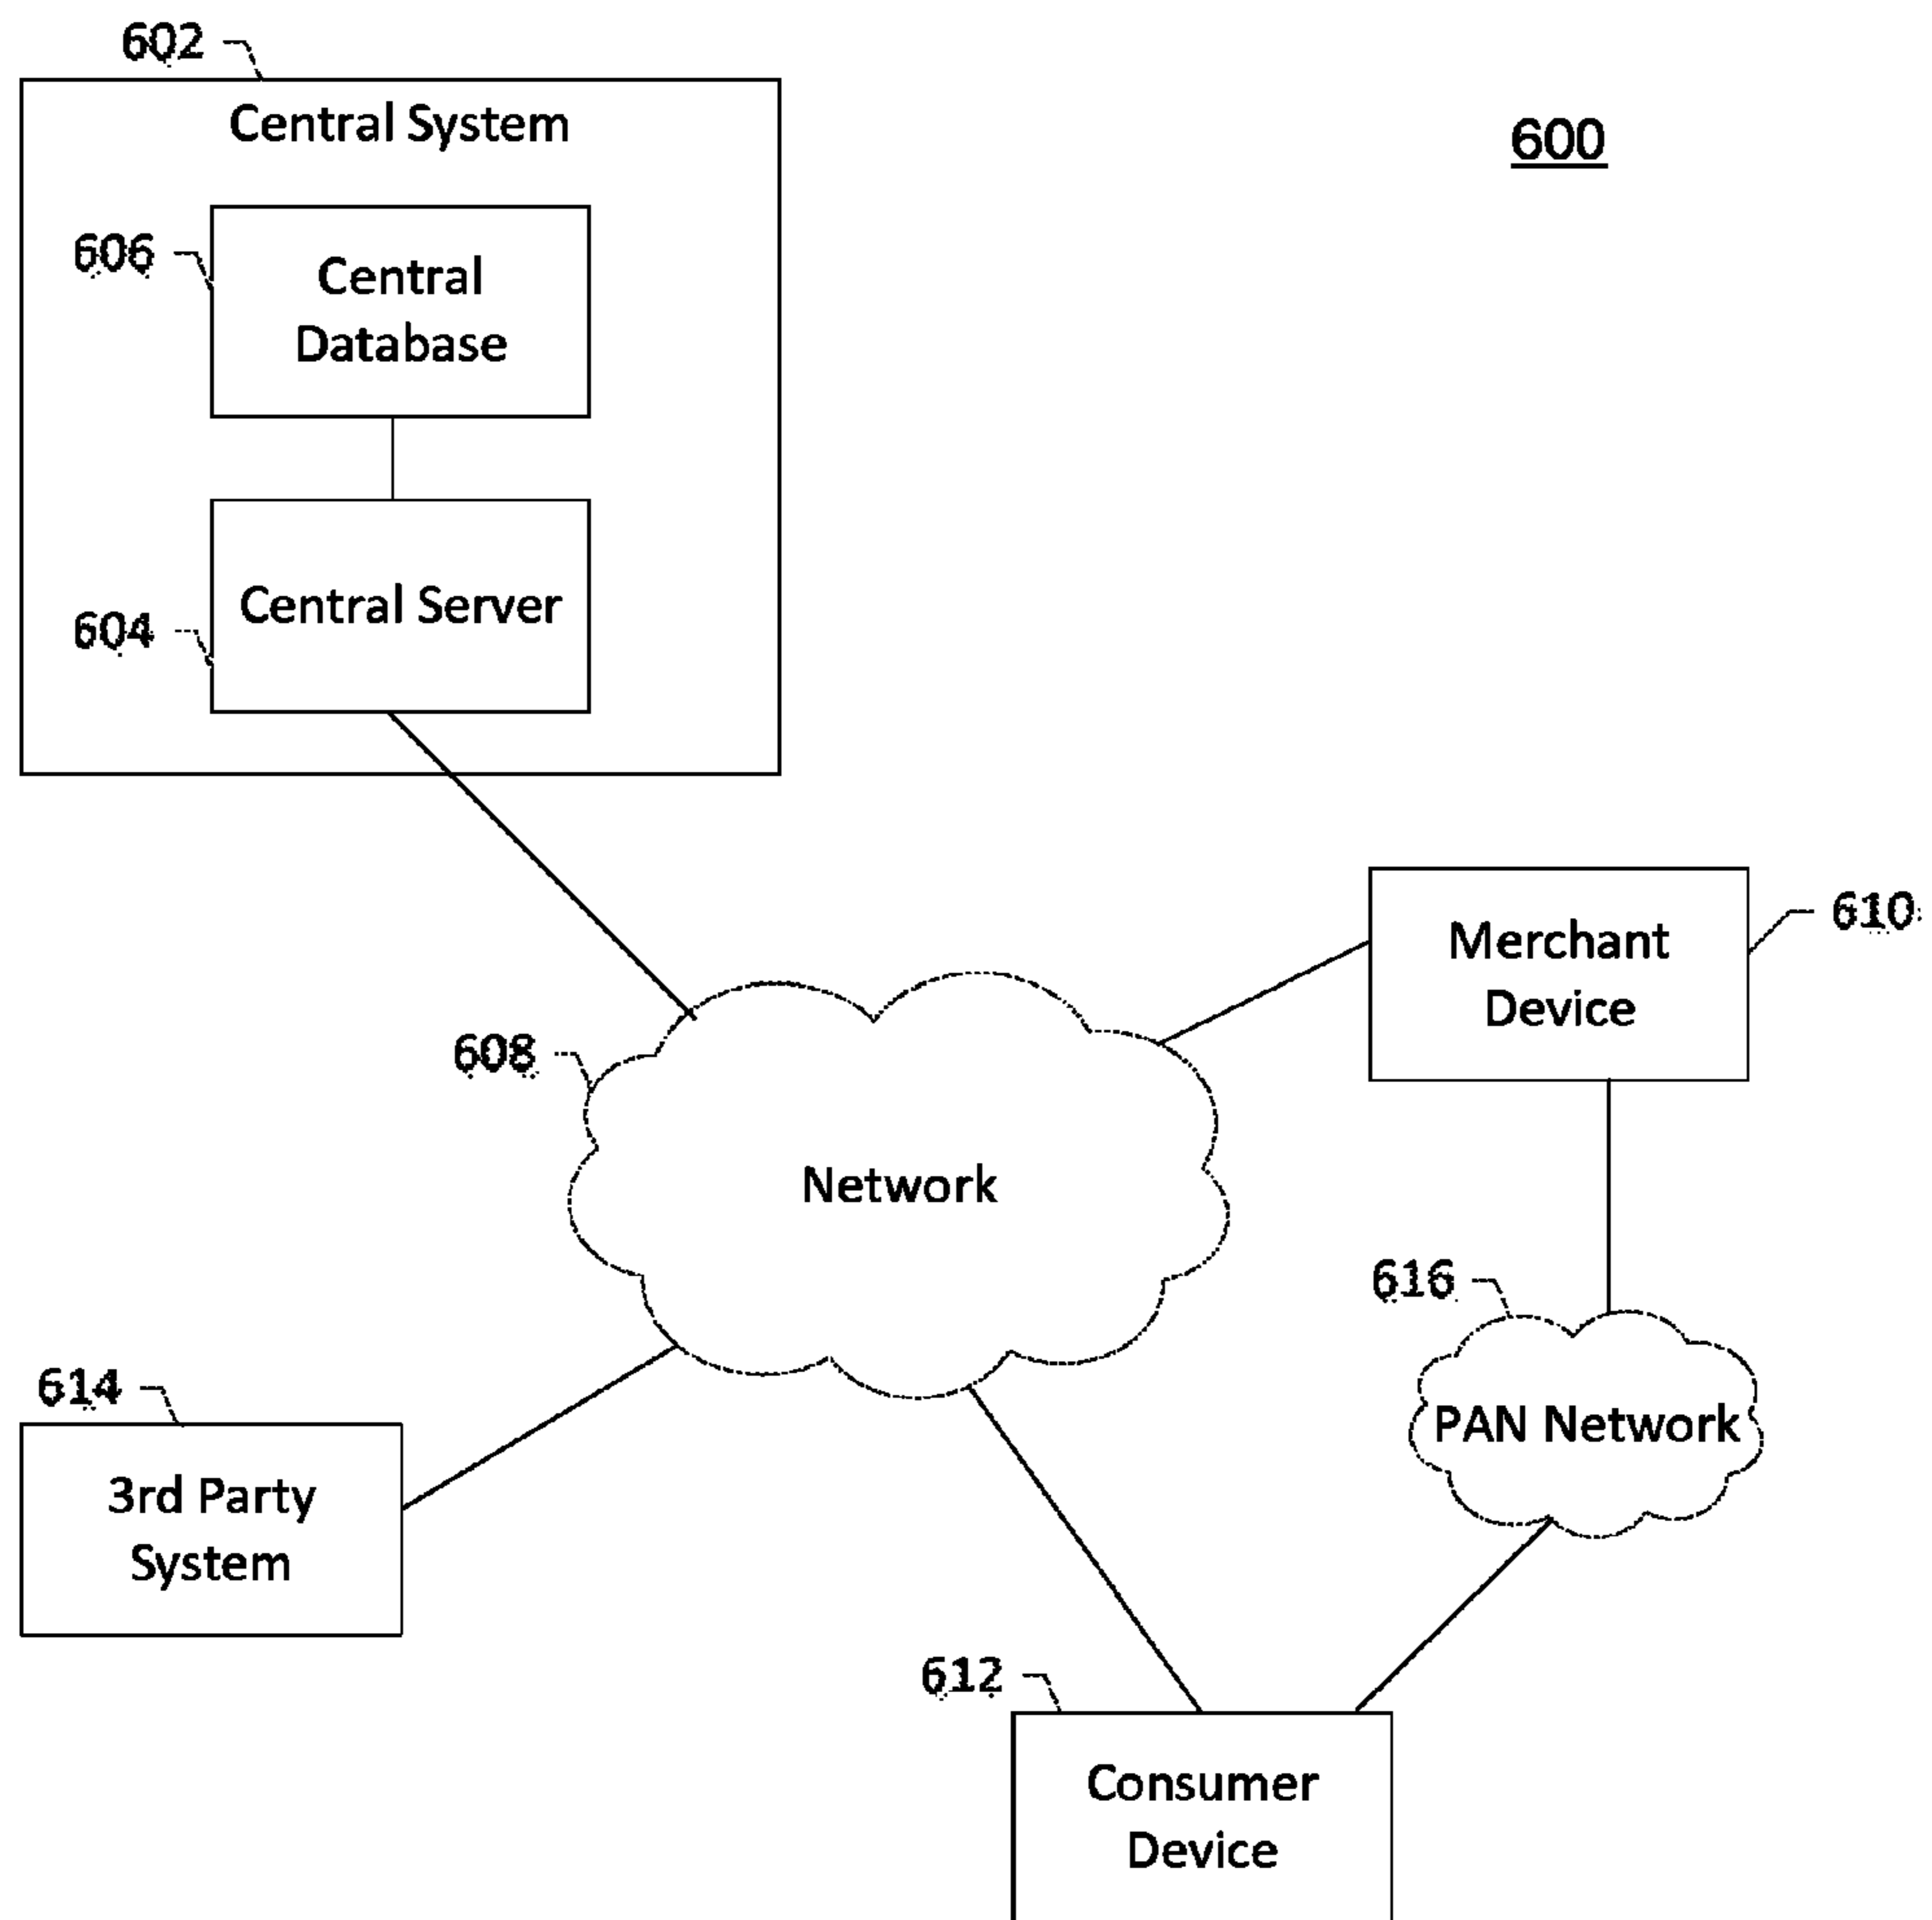 602
Central System
600
606
Central
Database
604
Central Server
610
Merchant
Device
608
Network
616
PAN Network
614
3rd Party
System
612
Consumer
Device